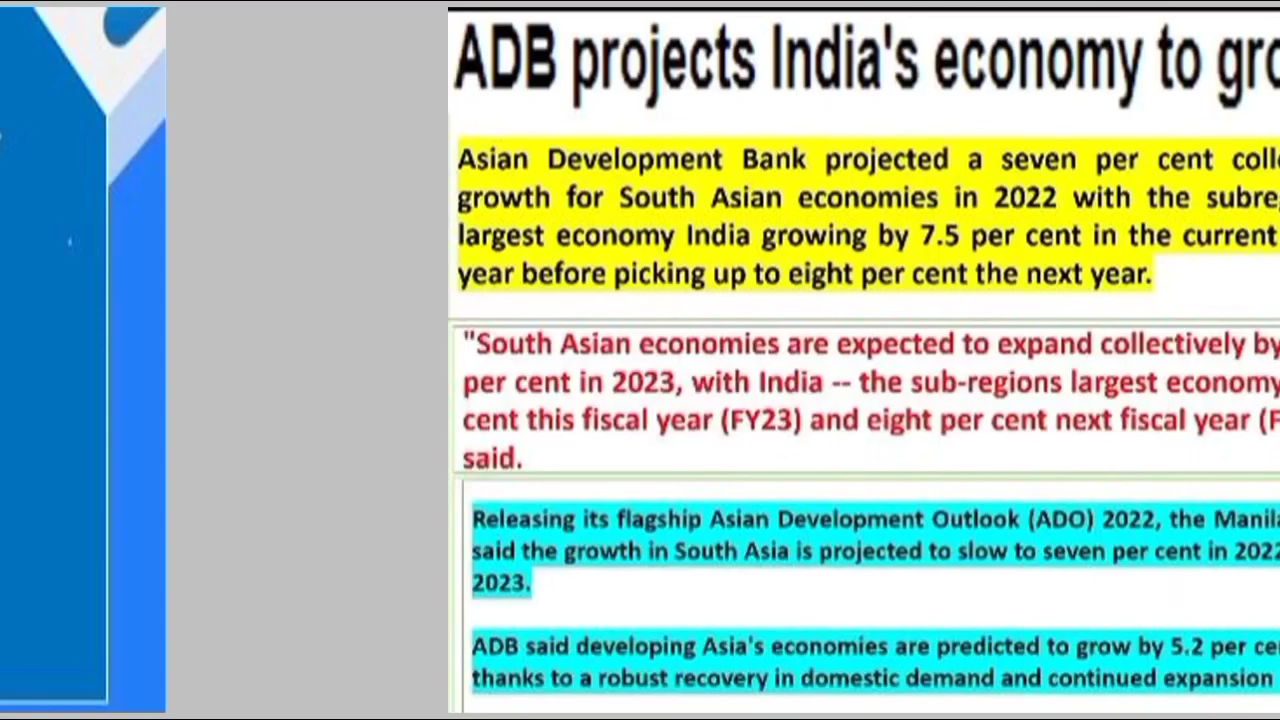 ADB projects India's economy to gro
Asian Development Bank projected a seven per cent colle
growth for South Asian economies in 2022 with the subre
largest economy India growing by 7.5 per cent in the current
year before picking up to eight per cent the next year.
"South Asian economies are expected to expand collectively by
per cent in 2023, with India -- the sub-regions largest economy
cent this fiscal year (FY23) and eight per cent next fiscal year (F
said.
Releasing its flagship Asian Development Outlook (ADO) 2022, the Manil
said the growth in South Asia is projected to slow to seven per cent in 2022
2023.
ADB said developing Asia's economies are predicted to grow by 5.2 per ce
thanks to a robust recovery in domestic demand and continued expansion